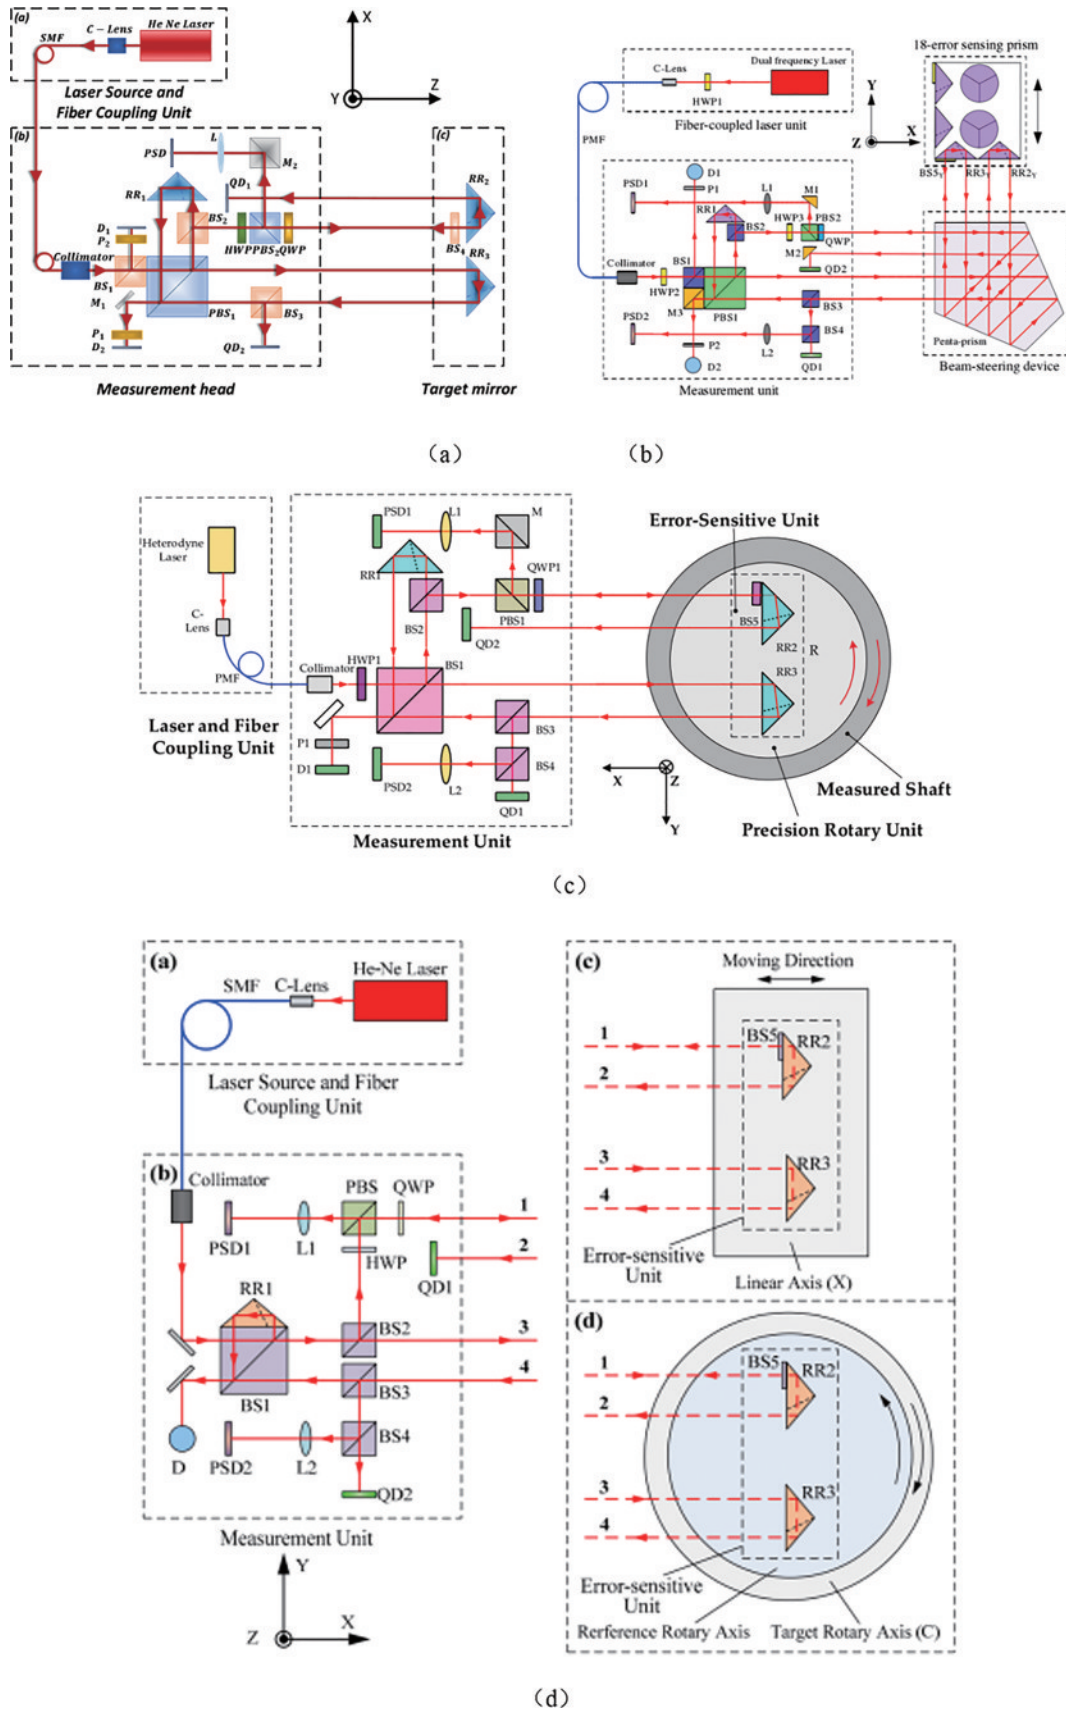 (a)
C – Lens
He Ne Laser
SMF
Laser Source and
Fiber Coupling Unit
X
Y
Z
(b)
PSD
L
M2
RR1
QD1
BS2
D1
P2
HWP
PBS2
QWP
Collimator
BS1
M1
PBS1
BS3
P1
D2
QD2
Measurement head
(c)
RR2
BS4
RR3
Target mirror
(a)
Dual frequency Laser
C-Lens
HWP1
Fiber-coupled laser unit
PMF
Y
X
Z
18-error sensing prism
BS5Y
RR3Y
RR2Y
D1
PSD1
P1
L1
M1
RR1
BS2
HWP3
PBS2
QWP
M2
Collimator
BS1
QD2
HWP2
M3
PBS1
BS3
PSD2
BS4
P2
L2
D2
QD1
Measurement unit
Penta-prism
Beam-steering device
(b)
Heterodyne
Laser
C-
Lens
PMF
Laser and Fiber
Coupling Unit
PSD1
L1
M
RR1
QWP1
BS2
PBS1
QD2
HWP1
Collimator
BS1
BS3
P1
D1
BS4
PSD2
L2
QD1
Measurement Unit
Error-Sensitive Unit
BS5
RR2
R
RR3
X
Z
Y
Measured Shaft
Precision Rotary Unit
(c)
(a)
He-Ne Laser
SMF
C-Lens
Laser Source and Fiber
Coupling Unit
(b)
Collimator
PBS
QWP
1
PSD1
L1
HWP
2
QD1
RR1
BS2
3
4
BS3
BS1
BS4
D
PSD2
L2
QD2
Measurement Unit
Y
X
Z
(c)
Moving Direction
1
BS5
RR2
2
3
RR3
4
Error-sensitive
Unit
Linear Axis (X)
(d)
1
BS5
RR2
2
3
RR3
4
Error-sensitive
Unit
Rerference Rotary Axis
Target Rotary Axis (C)
(d)